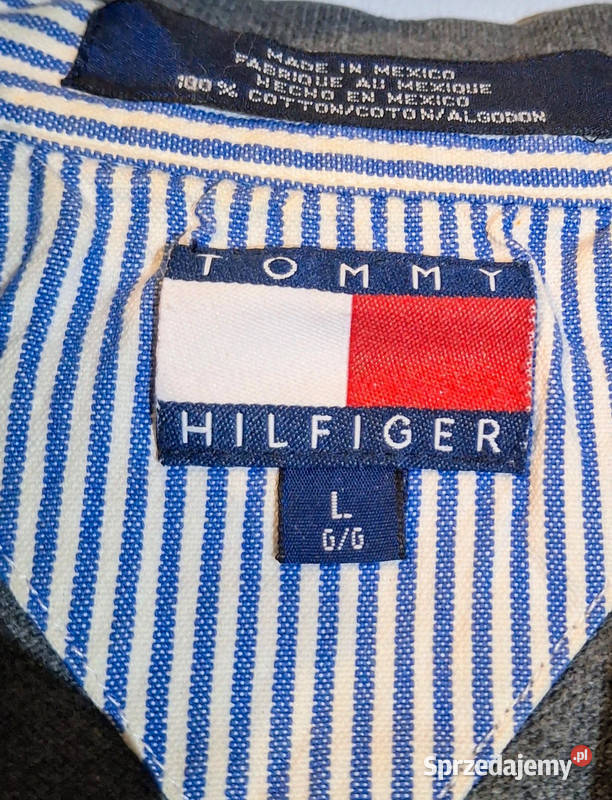 MADE IN MEXICO
FABRIQUE AU MEXIQUE
HECHO EN MEXICO
100% COTTON/COTON/ALGODON
TOMMY
HILFIGER
L
G/G
Sprzedajemy.pl